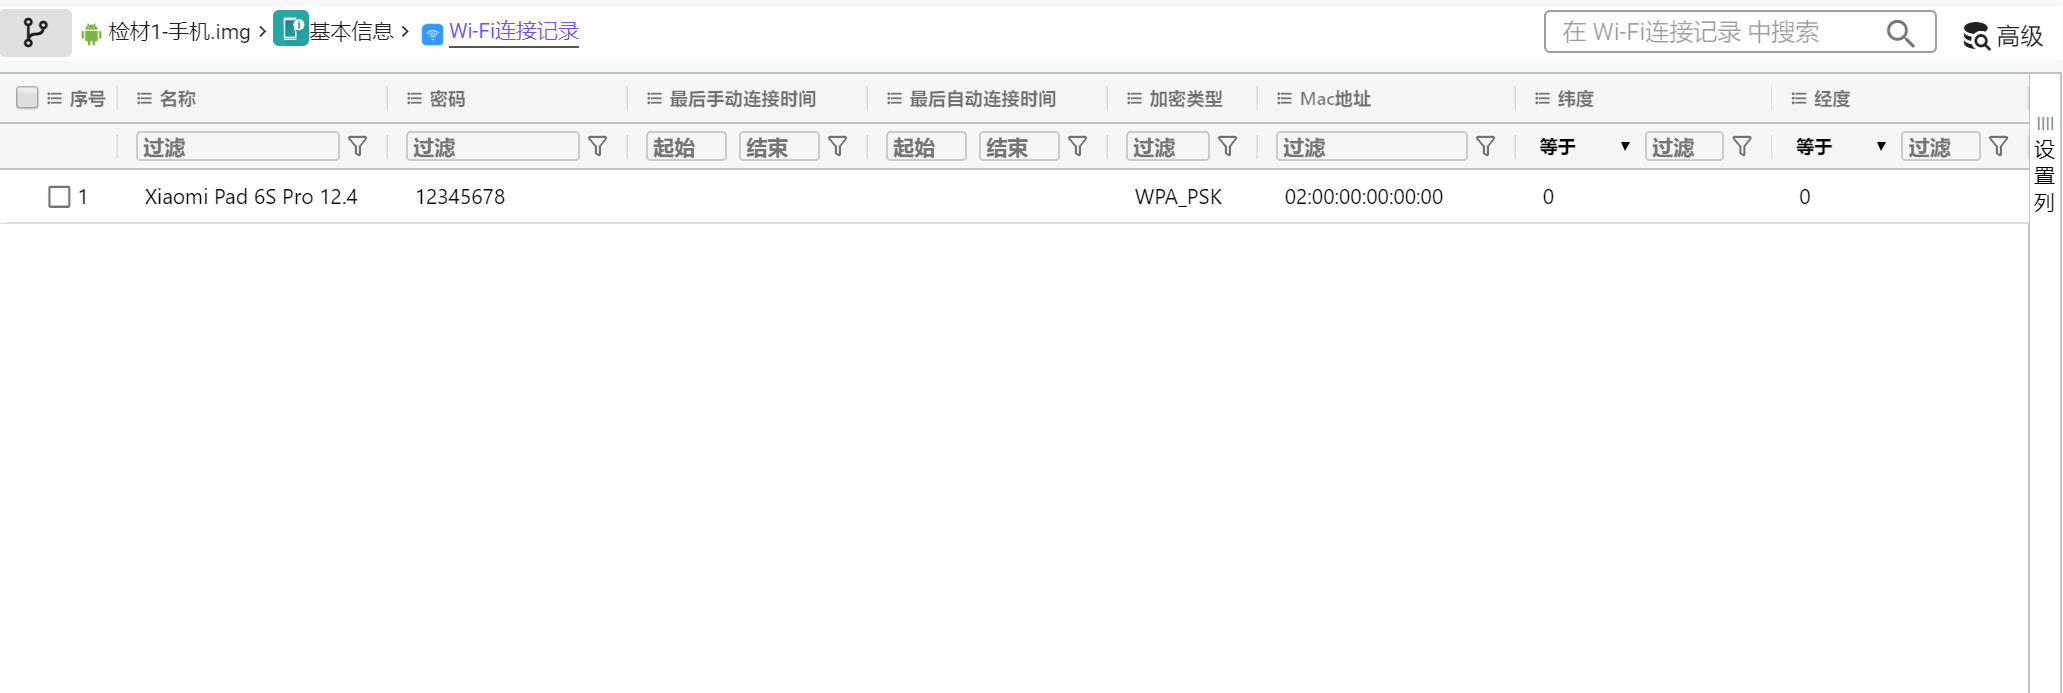 检材1-手机.img › 基本信息 › Wi-Fi连接记录 在 Wi-Fi连接记录 中搜索 高级
序号 名称 密码 最后手动连接时间 最后自动连接时间 加密类型 Mac地址 纬度 经度
过滤 过滤 起始 结束 起始 结束 过滤 过滤 等于 ▼ 过滤 等于 ▼ 过滤
1 Xiaomi Pad 6S Pro 12.4 12345678 WPA_PSK 02:00:00:00:00:00 0 0
设置列